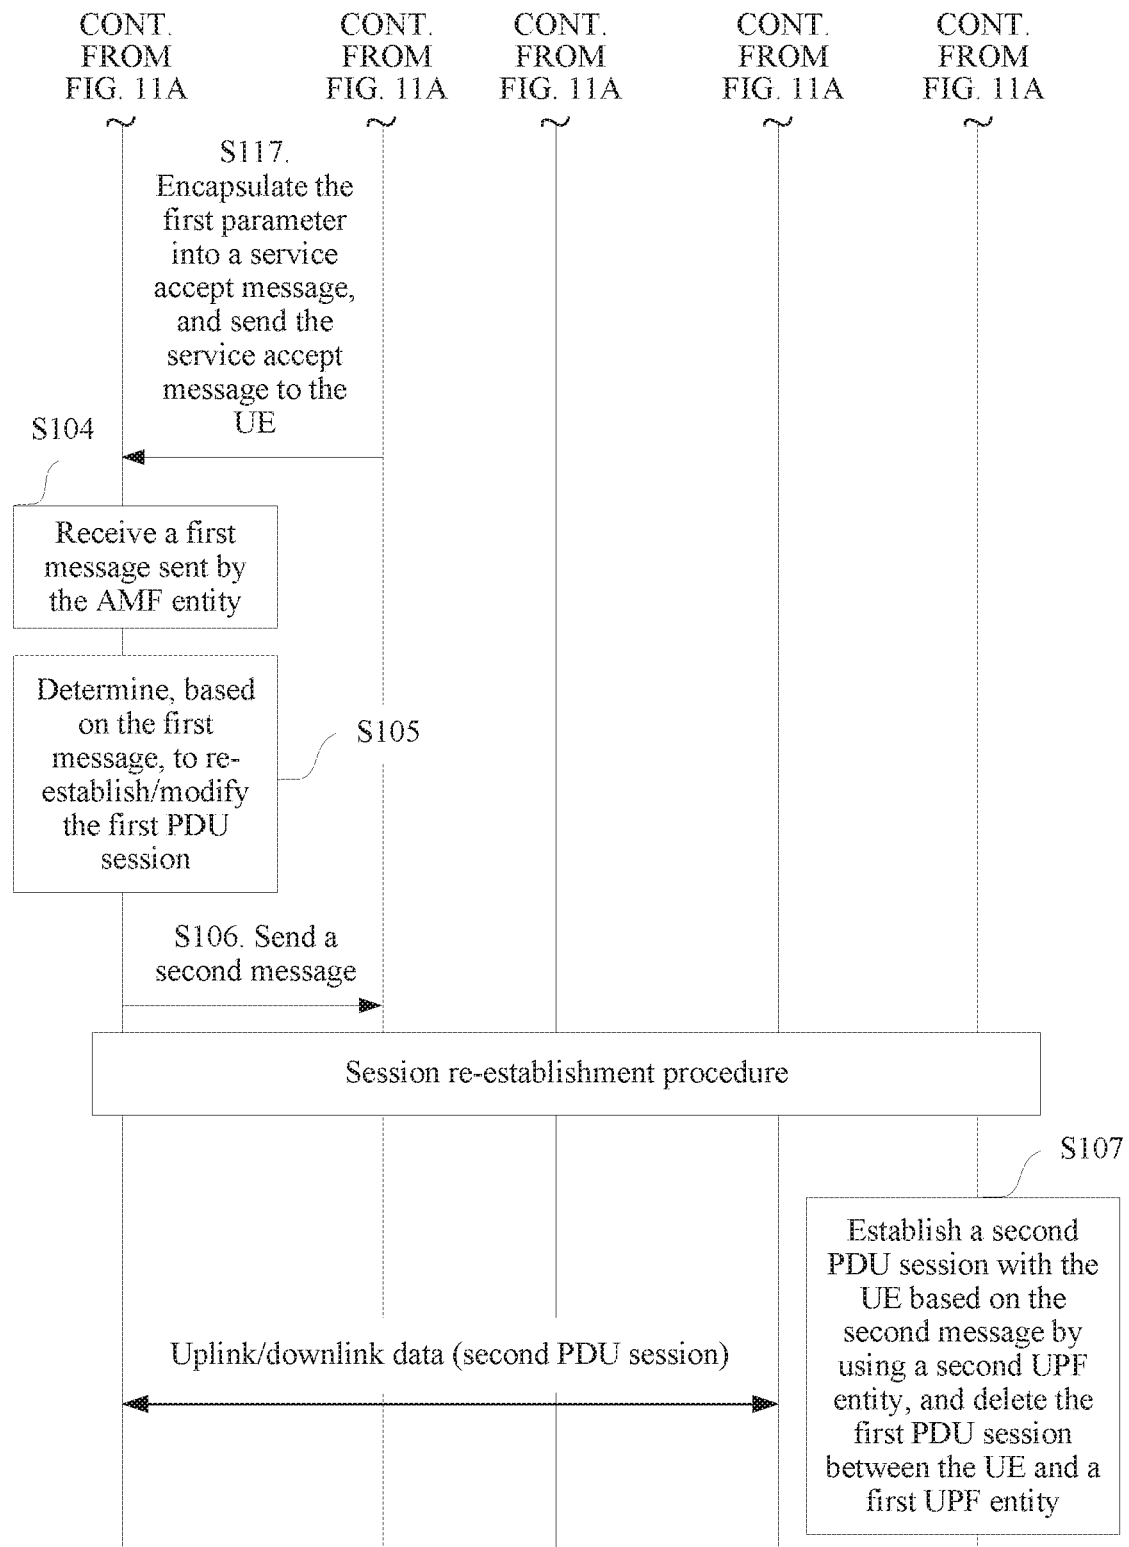 CONT.
FROM
FIG. 11A
CONT.
FROM
FIG. 11A
CONT.
FROM
FIG. 11A
CONT.
FROM
FIG. 11A
CONT.
FROM
FIG. 11A
S117.
Encapsulate the
first parameter
into a service
accept message,
and send the
service accept
message to the
UE
S104
Receive a first
message sent by
the AMF entity
Determine, based
on the first
message, to re-
establish/modify
the first PDU
session
S105
S106. Send a
second message
Session re-establishment procedure
S107
Establish a second
PDU session with the
UE based on the
second message by
using a second UPF
entity, and delete the
first PDU session
between the UE and a
first UPF entity
Uplink/downlink data (second PDU session)